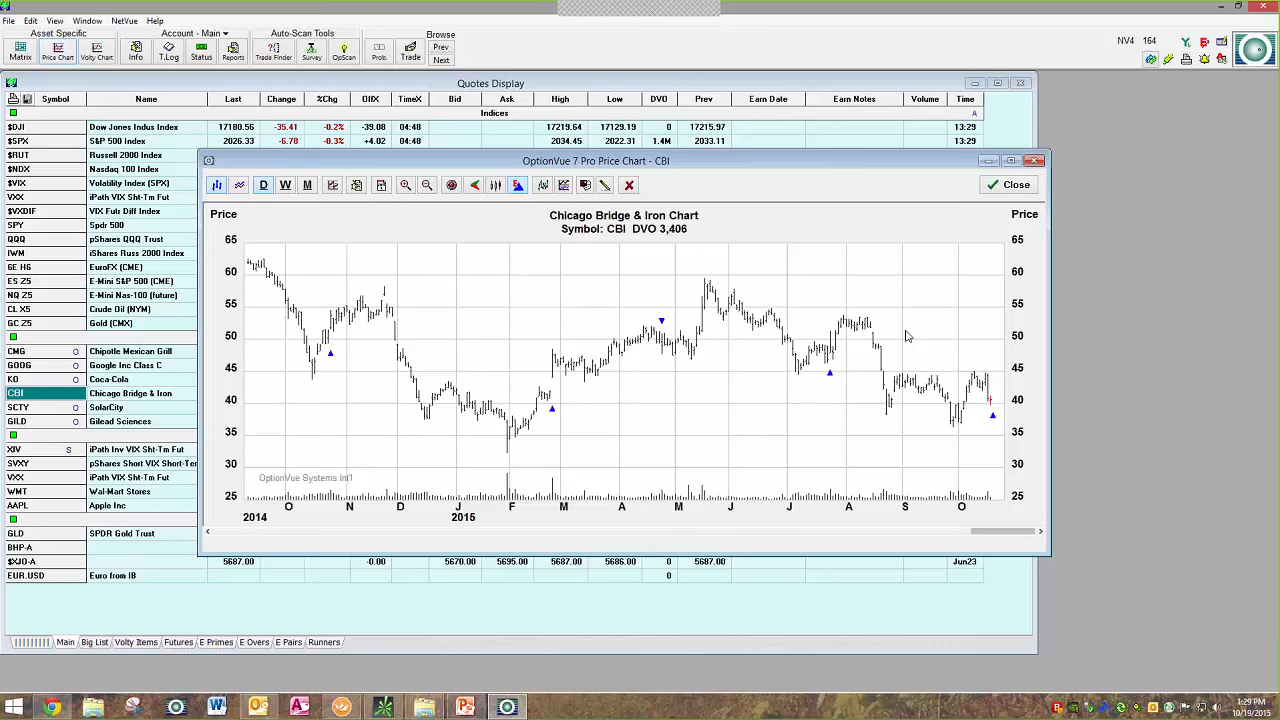 File Edit View Window NetVue Help
Asset Specific Account - Main Auto-Scan Tools Browse
Matrix Price Chart Volty Chart Info T.Log Status Reports Trade Finder Survey OpScan Prob. Trade Prev
Next
NV4 164
Quotes Display
Symbol Name Last Change %Chg OffX TimeX Bid Ask High Low DVO Prev Earn Date Earn Notes Volume Time
Indices A
$DJI Dow Jones Indus Index 17180.56 -35.41 -0.2% -39.08 04:48 17219.64 17129.19 0 17215.97 13:29
$SPX S&P 500 Index 2026.33 -6.78 -0.3% +4.02 04:48 2034.45 2022.31 1.4M 2033.11 13:29
$RUT Russell 2000 Index
$NDX Nasdaq 100 Index
$VIX Volatility Index (SPX)
VXX iPath VIX Sht-Tm Fut
$VXDIF VIX Futr Diff Index
SPY Spdr 500
QQQ pShares QQQ Trust
IWM iShares Russ 2000 Index
6E H6 EuroFX (CME)
ES Z5 E-Mini S&P 500 (CME)
NQ Z5 E-Mini Nas-100 (future)
CL X5 Crude Oil (NYM)
GC Z5 Gold (CMX)
CMG O Chipotle Mexican Grill
GOOG O Google Inc Class C
KO O Coca-Cola
CBI Chicago Bridge & Iron
SCTY O SolarCity
GILD O Gilead Sciences
XIV S iPath Inv VIX Sht-Tm Fut
SVXY pShares Short VIX Short-Ter
VXX iPath VIX Sht-Tm Fut
WMT Wal-Mart Stores
AAPL Apple Inc
GLD SPDR Gold Trust
BHP-A
$XJO-A 5687.00 -0.00 5670.00 5695.00 5687.00 5686.00 0 5687.00 Jun23
EUR.USD Euro from IB 0
OptionVue 7 Pro Price Chart - CBI
D W M Close
Price Chicago Bridge & Iron Chart Price
Symbol: CBI DVO 3,406
65 65
60 60
55 55
50 50
45 45
40 40
35 35
30 30
OptionVue Systems Int'l
25 25
O N D J F M A M J J A S O
2014 2015
Main Big List Volty Items Futures E Primes E Overs E Pairs Runners
1:29 PM
10/19/2015